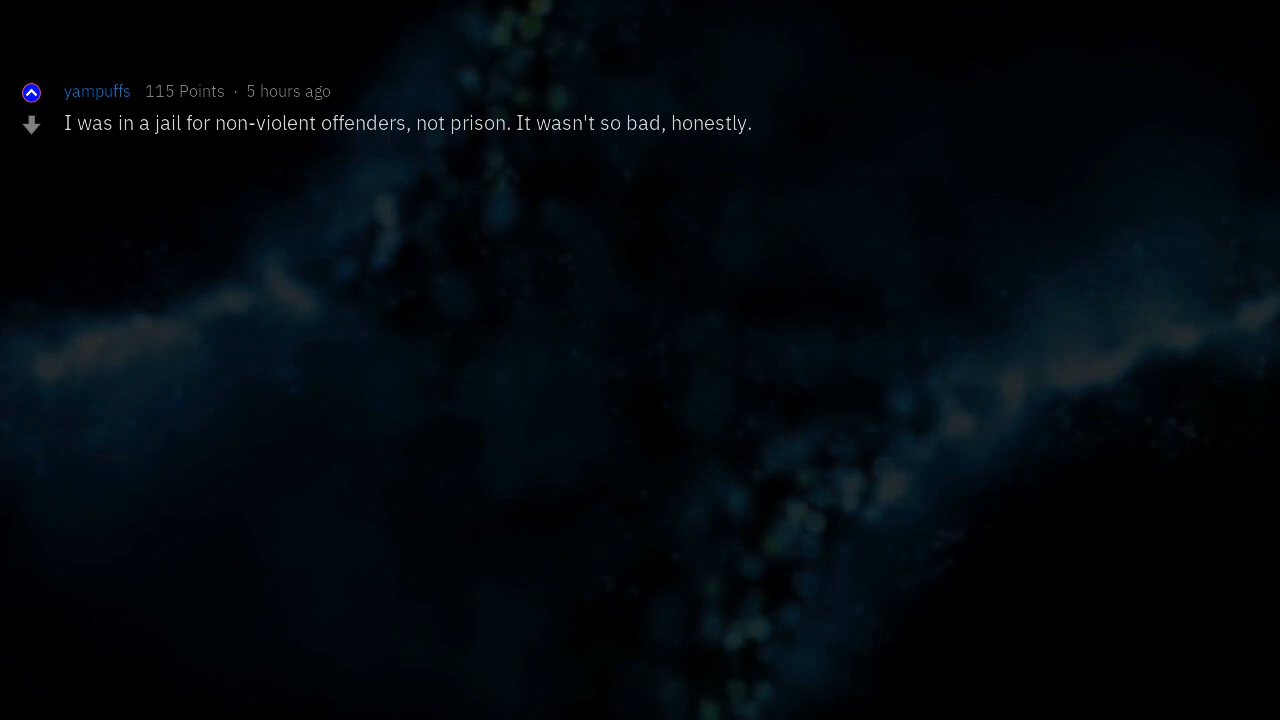 yampuffs 115 Points · 5 hours ago
I was in a jail for non-violent offenders, not prison. It wasn't so bad, honestly.